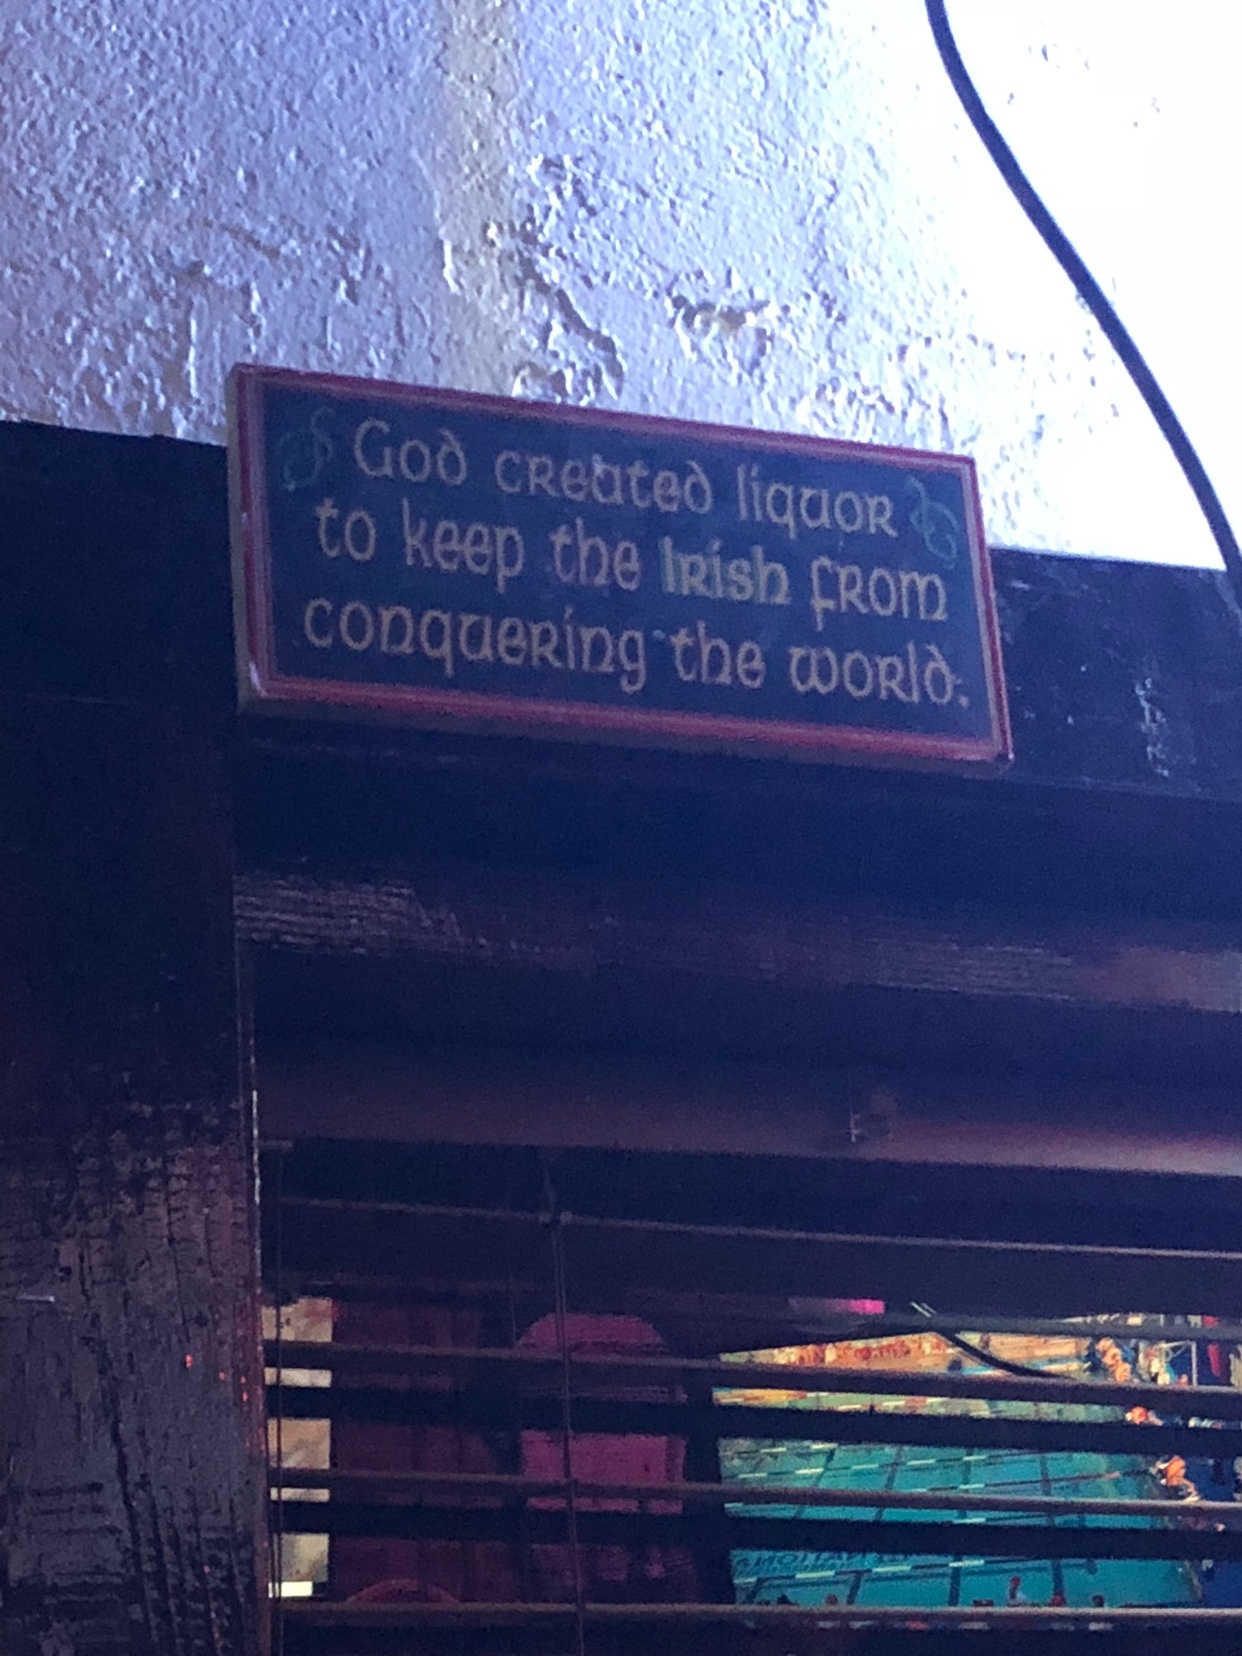 God created liquor
to keep the Irish from
conquering the world.